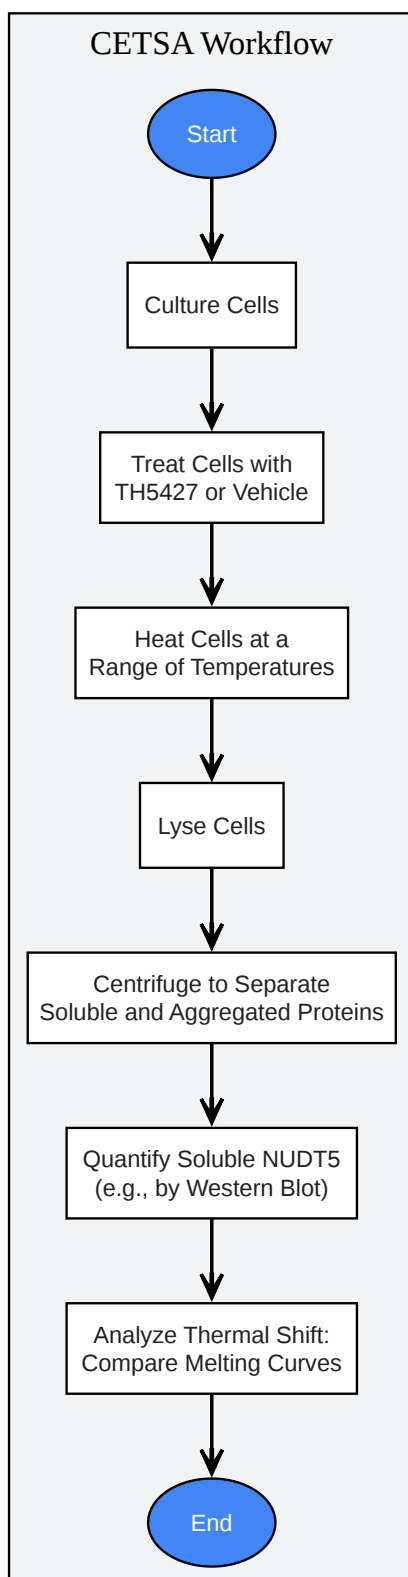 CETSA Workflow
Start
Culture Cells
Treat Cells with
TH5427 or Vehicle
Heat Cells at a
Range of Temperatures
Lyse Cells
Centrifuge to Separate
Soluble and Aggregated Proteins
Quantify Soluble NUDT5
(e.g., by Western Blot)
Analyze Thermal Shift:
Compare Melting Curves
End